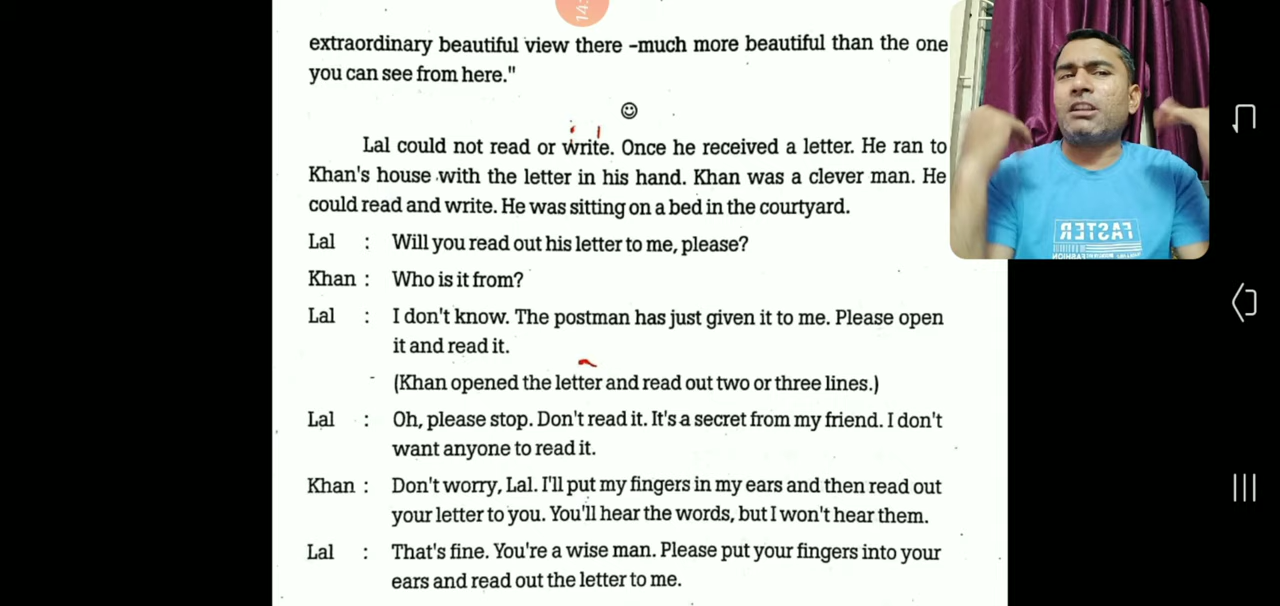 14
extraordinary beautiful view there -much more beautiful than the one
you can see from here."
Lal could not read or write. Once he received a letter. He ran to
Khan's house with the letter in his hand. Khan was a clever man. He
could read and write. He was sitting on a bed in the courtyard.
Lal : Will you read out his letter to me, please?
Khan : Who is it from?
Lal : I don't know. The postman has just given it to me. Please open
it and read it.
(Khan opened the letter and read out two or three lines.)
Lal : Oh, please stop. Don't read it. It's a secret from my friend. I don't
want anyone to read it.
Khan : Don't worry, Lal. I'll put my fingers in my ears and then read out
your letter to you. You'll hear the words, but I won't hear them.
Lal : That's fine. You're a wise man. Please put your fingers into your
ears and read out the letter to me.
FASTER
FASHION